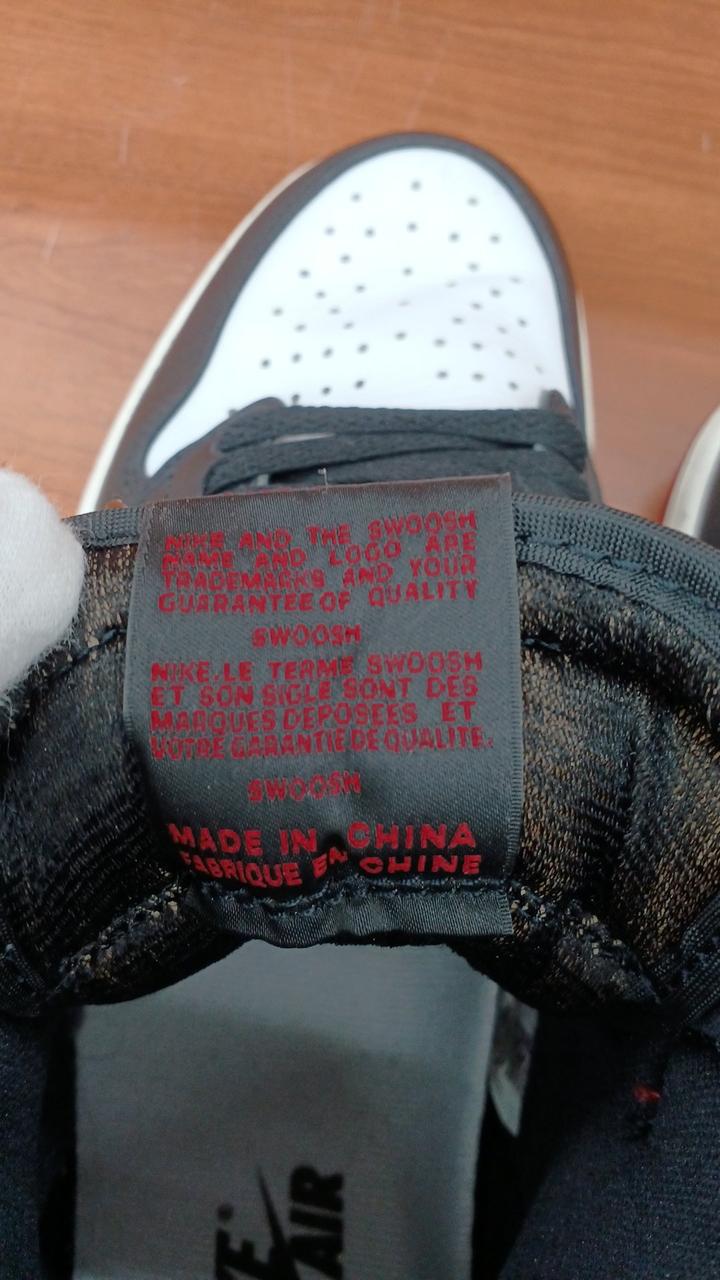 NIKE AND THE SWOOSH
NAME AND LOGO ARE
TRADEMARKS AND YOUR
GUARANTEE OF QUALITY
SWOOSH
NIKE.LE TERME SWOOSH
ET SON SIGLE SONT DES
MARQUES DEPOSEES ET
VOTRE GARANTIE DE QUALITE.
SWOOSH
MADE IN CHINA
FABRIQUE EN CHINE
AIR